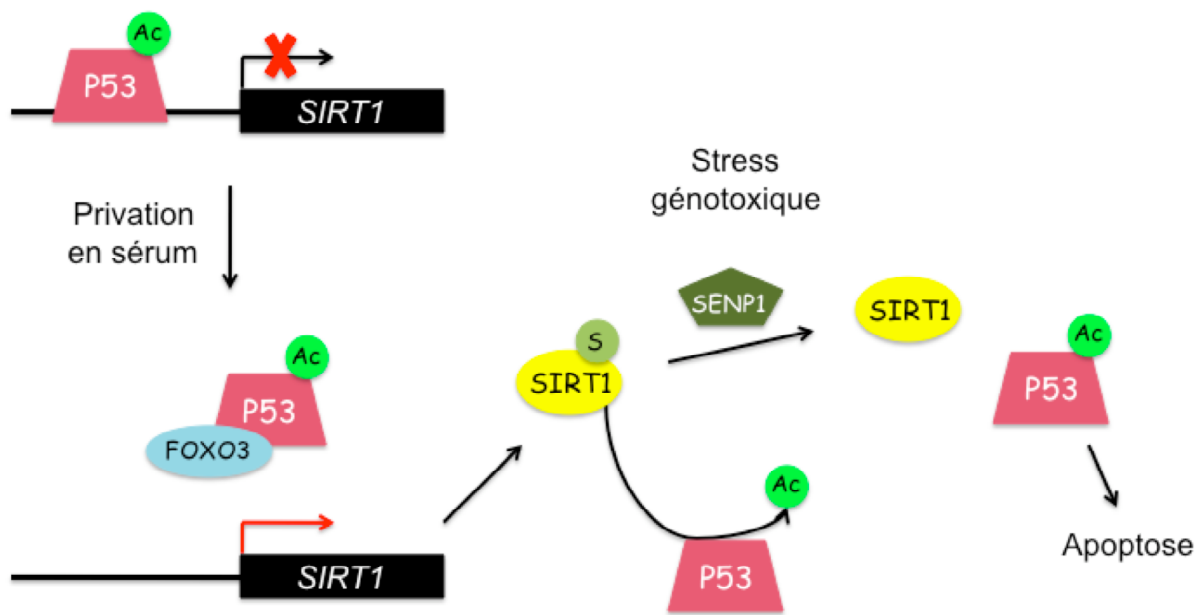 Ac
P53
SIRT1
Privation
en sérum
Ac
P53
FOXO3
SIRT1
Stress
génotoxique
SENP1
S
SIRT1
Ac
P53
SIRT1
Ac
P53
Apoptose